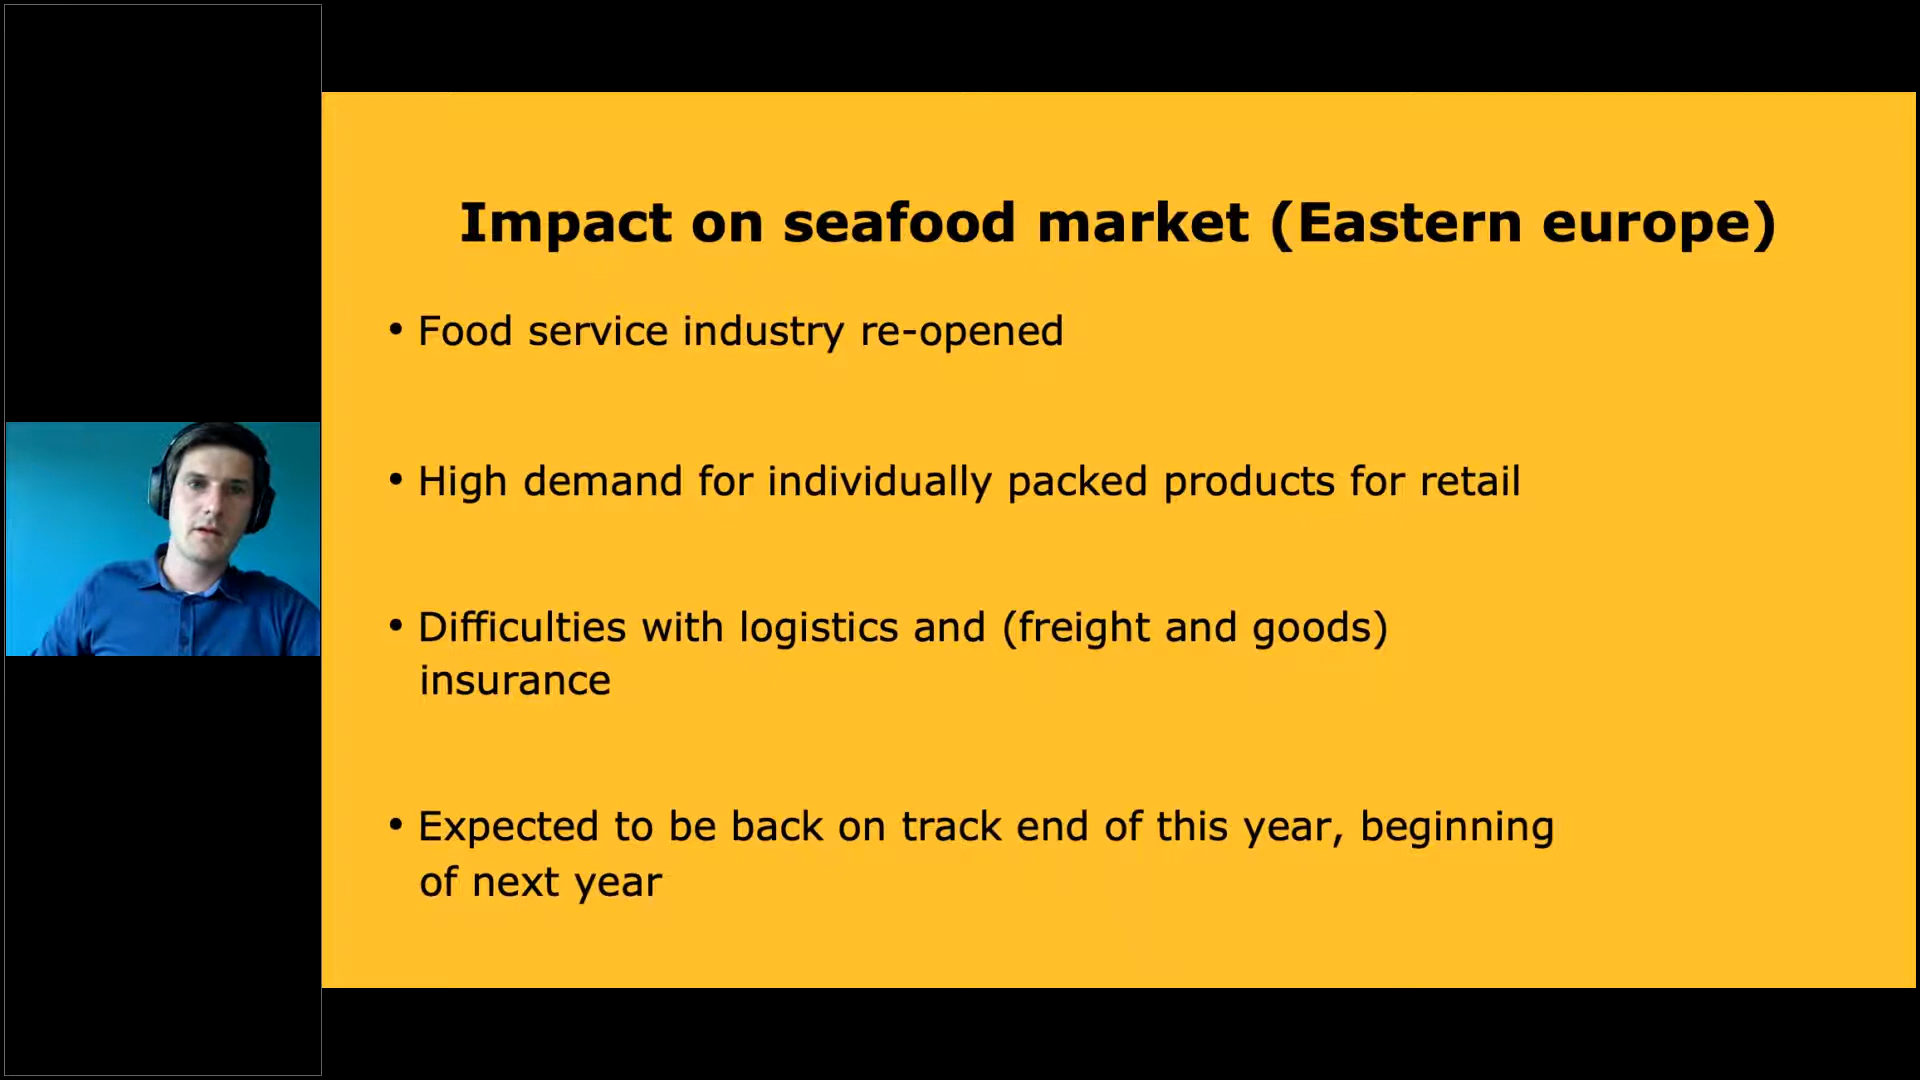 Impact on seafood market (Eastern europe)
• Food service industry re-opened
• High demand for individually packed products for retail
• Difficulties with logistics and (freight and goods)
insurance
• Expected to be back on track end of this year, beginning
of next year